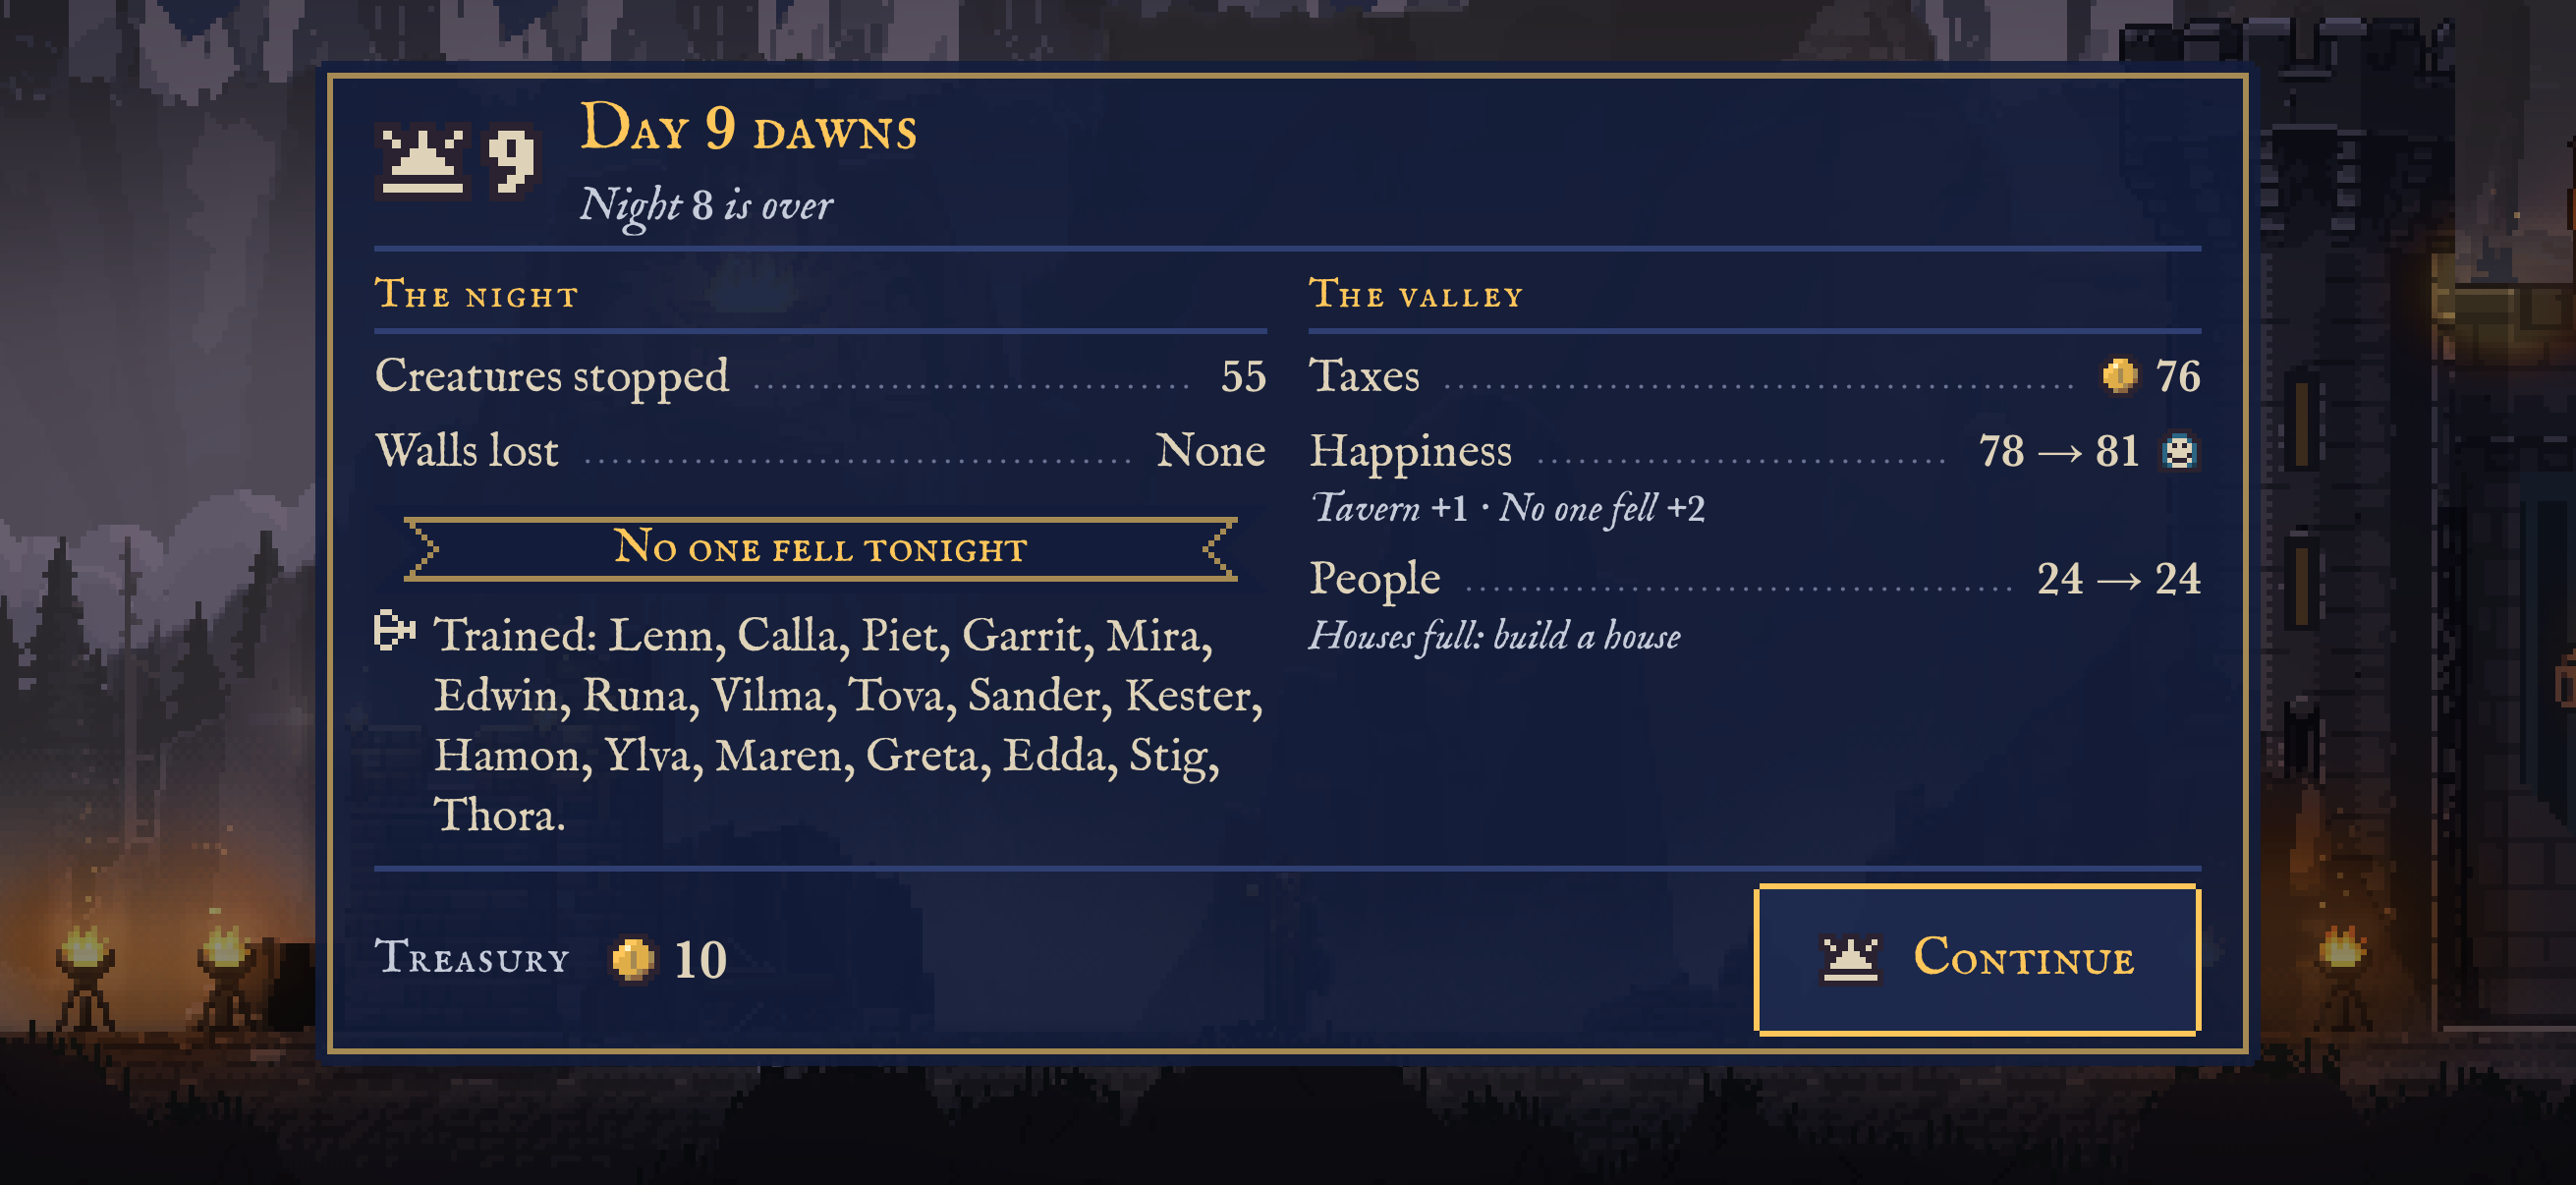 9
Day 9 dawns
Night 8 is over
The night
Creatures stopped 55
Walls lost None
No one fell tonight
Trained: Lenn, Calla, Piet, Garrit, Mira,
Edwin, Runa, Vilma, Tova, Sander, Kester,
Hamon, Ylva, Maren, Greta, Edda, Stig,
Thora.
The valley
Taxes 76
Happiness 78 → 81
Tavern +1 · No one fell +2
People 24 → 24
Houses full: build a house
Treasury 10
Continue